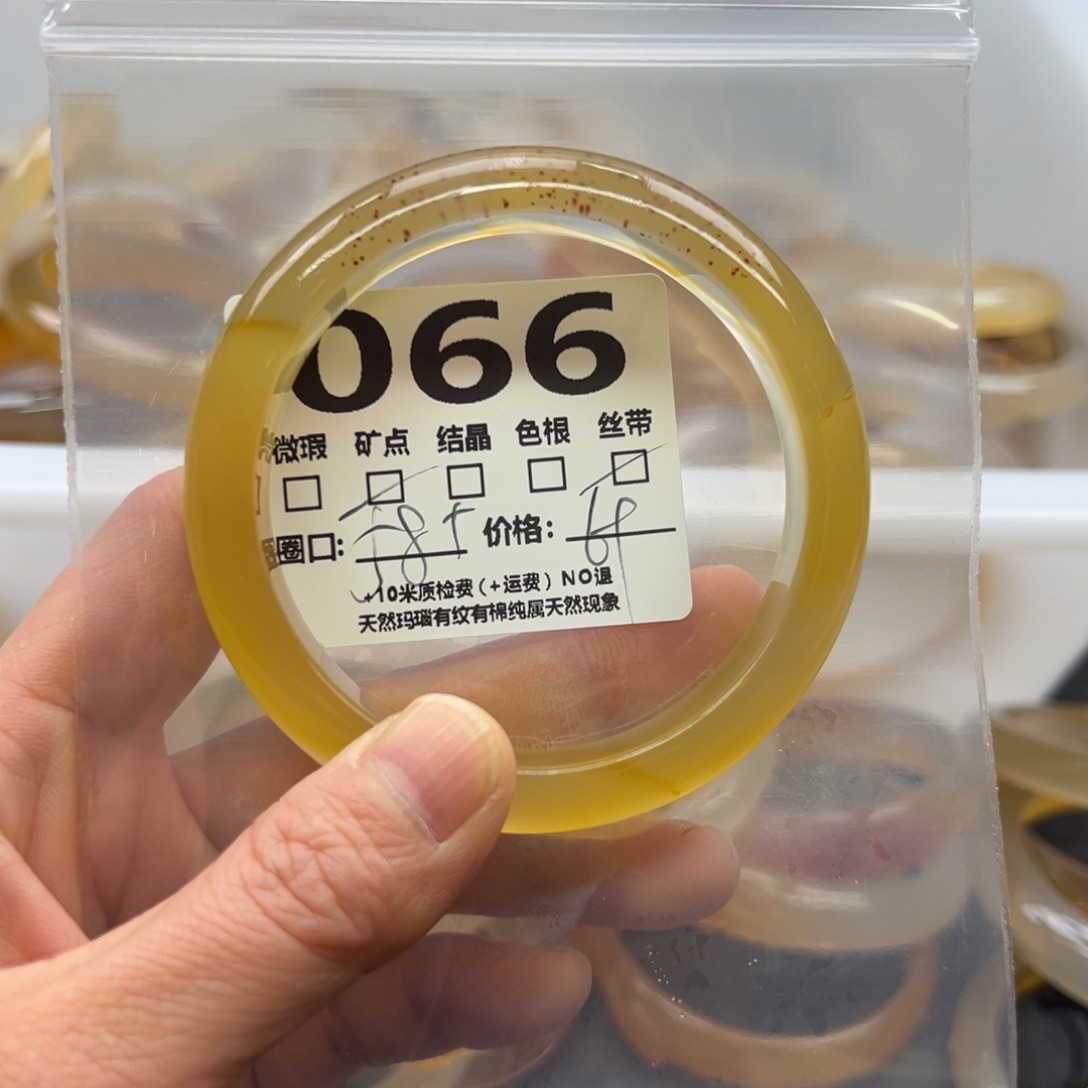 066
微瑕 矿点 结晶 色根 丝带
圈口: 58.5 价格:
+10米质检费(+运费)NO退
天然玛瑙有纹有棉纯属天然现象